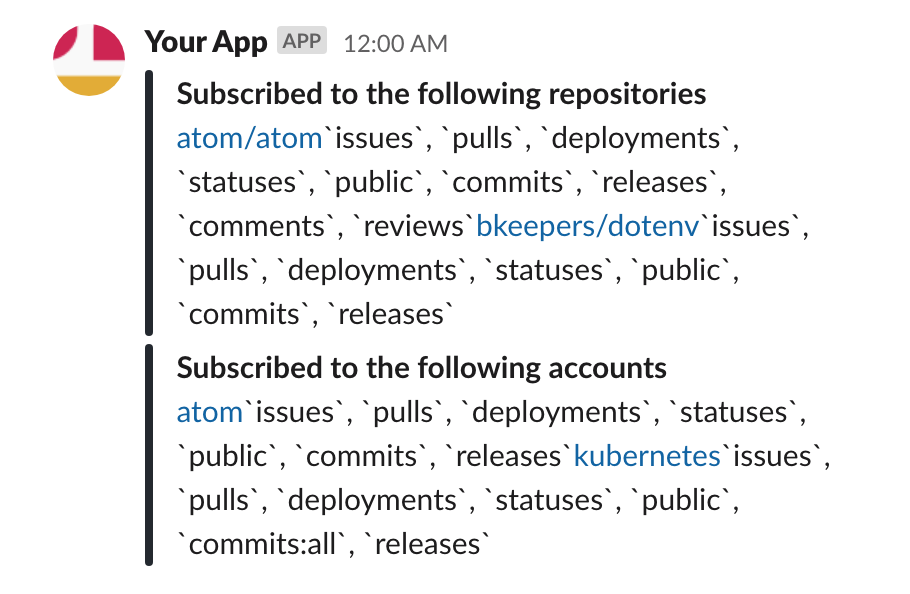 Your App APP 12:00 AM
Subscribed to the following repositories
atom/atom`issues`, `pulls`, `deployments`,
`statuses`, `public`, `commits`, `releases`,
`comments`, `reviews`bkeepers/dotenv`issues`,
`pulls`, `deployments`, `statuses`, `public`,
`commits`, `releases`
Subscribed to the following accounts
atom`issues`, `pulls`, `deployments`, `statuses`,
`public`, `commits`, `releases`kubernetes`issues`,
`pulls`, `deployments`, `statuses`, `public`,
`commits:all`, `releases`